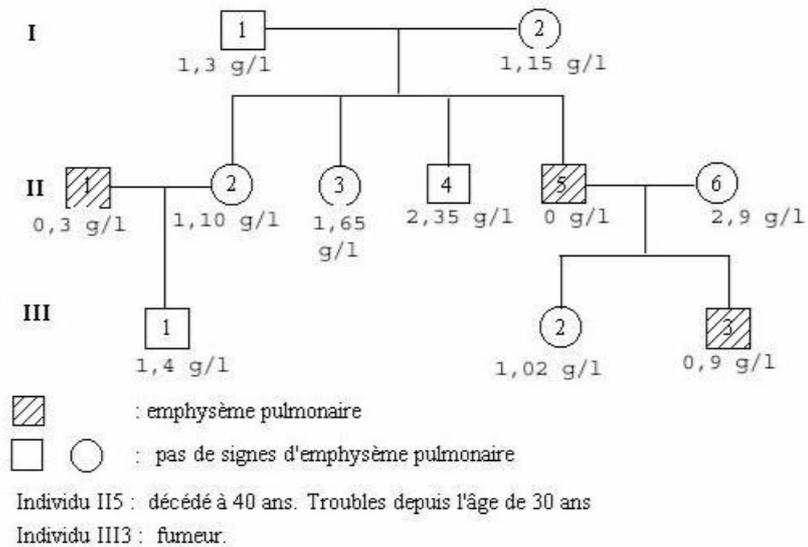 I 1 2
1,3 g/l 1,15 g/l
II 1 2 3 4 5 6
0,3 g/l 1,10 g/l 1,65 2,35 g/l 0 g/l 2,9 g/l
g/l
III 1 2 3
1,4 g/l 1,02 g/l 0,9 g/l
: emphysème pulmonaire
: pas de signes d'emphysème pulmonaire
Individu II5 : décédé à 40 ans. Troubles depuis l'âge de 30 ans
Individu III3 : fumeur.